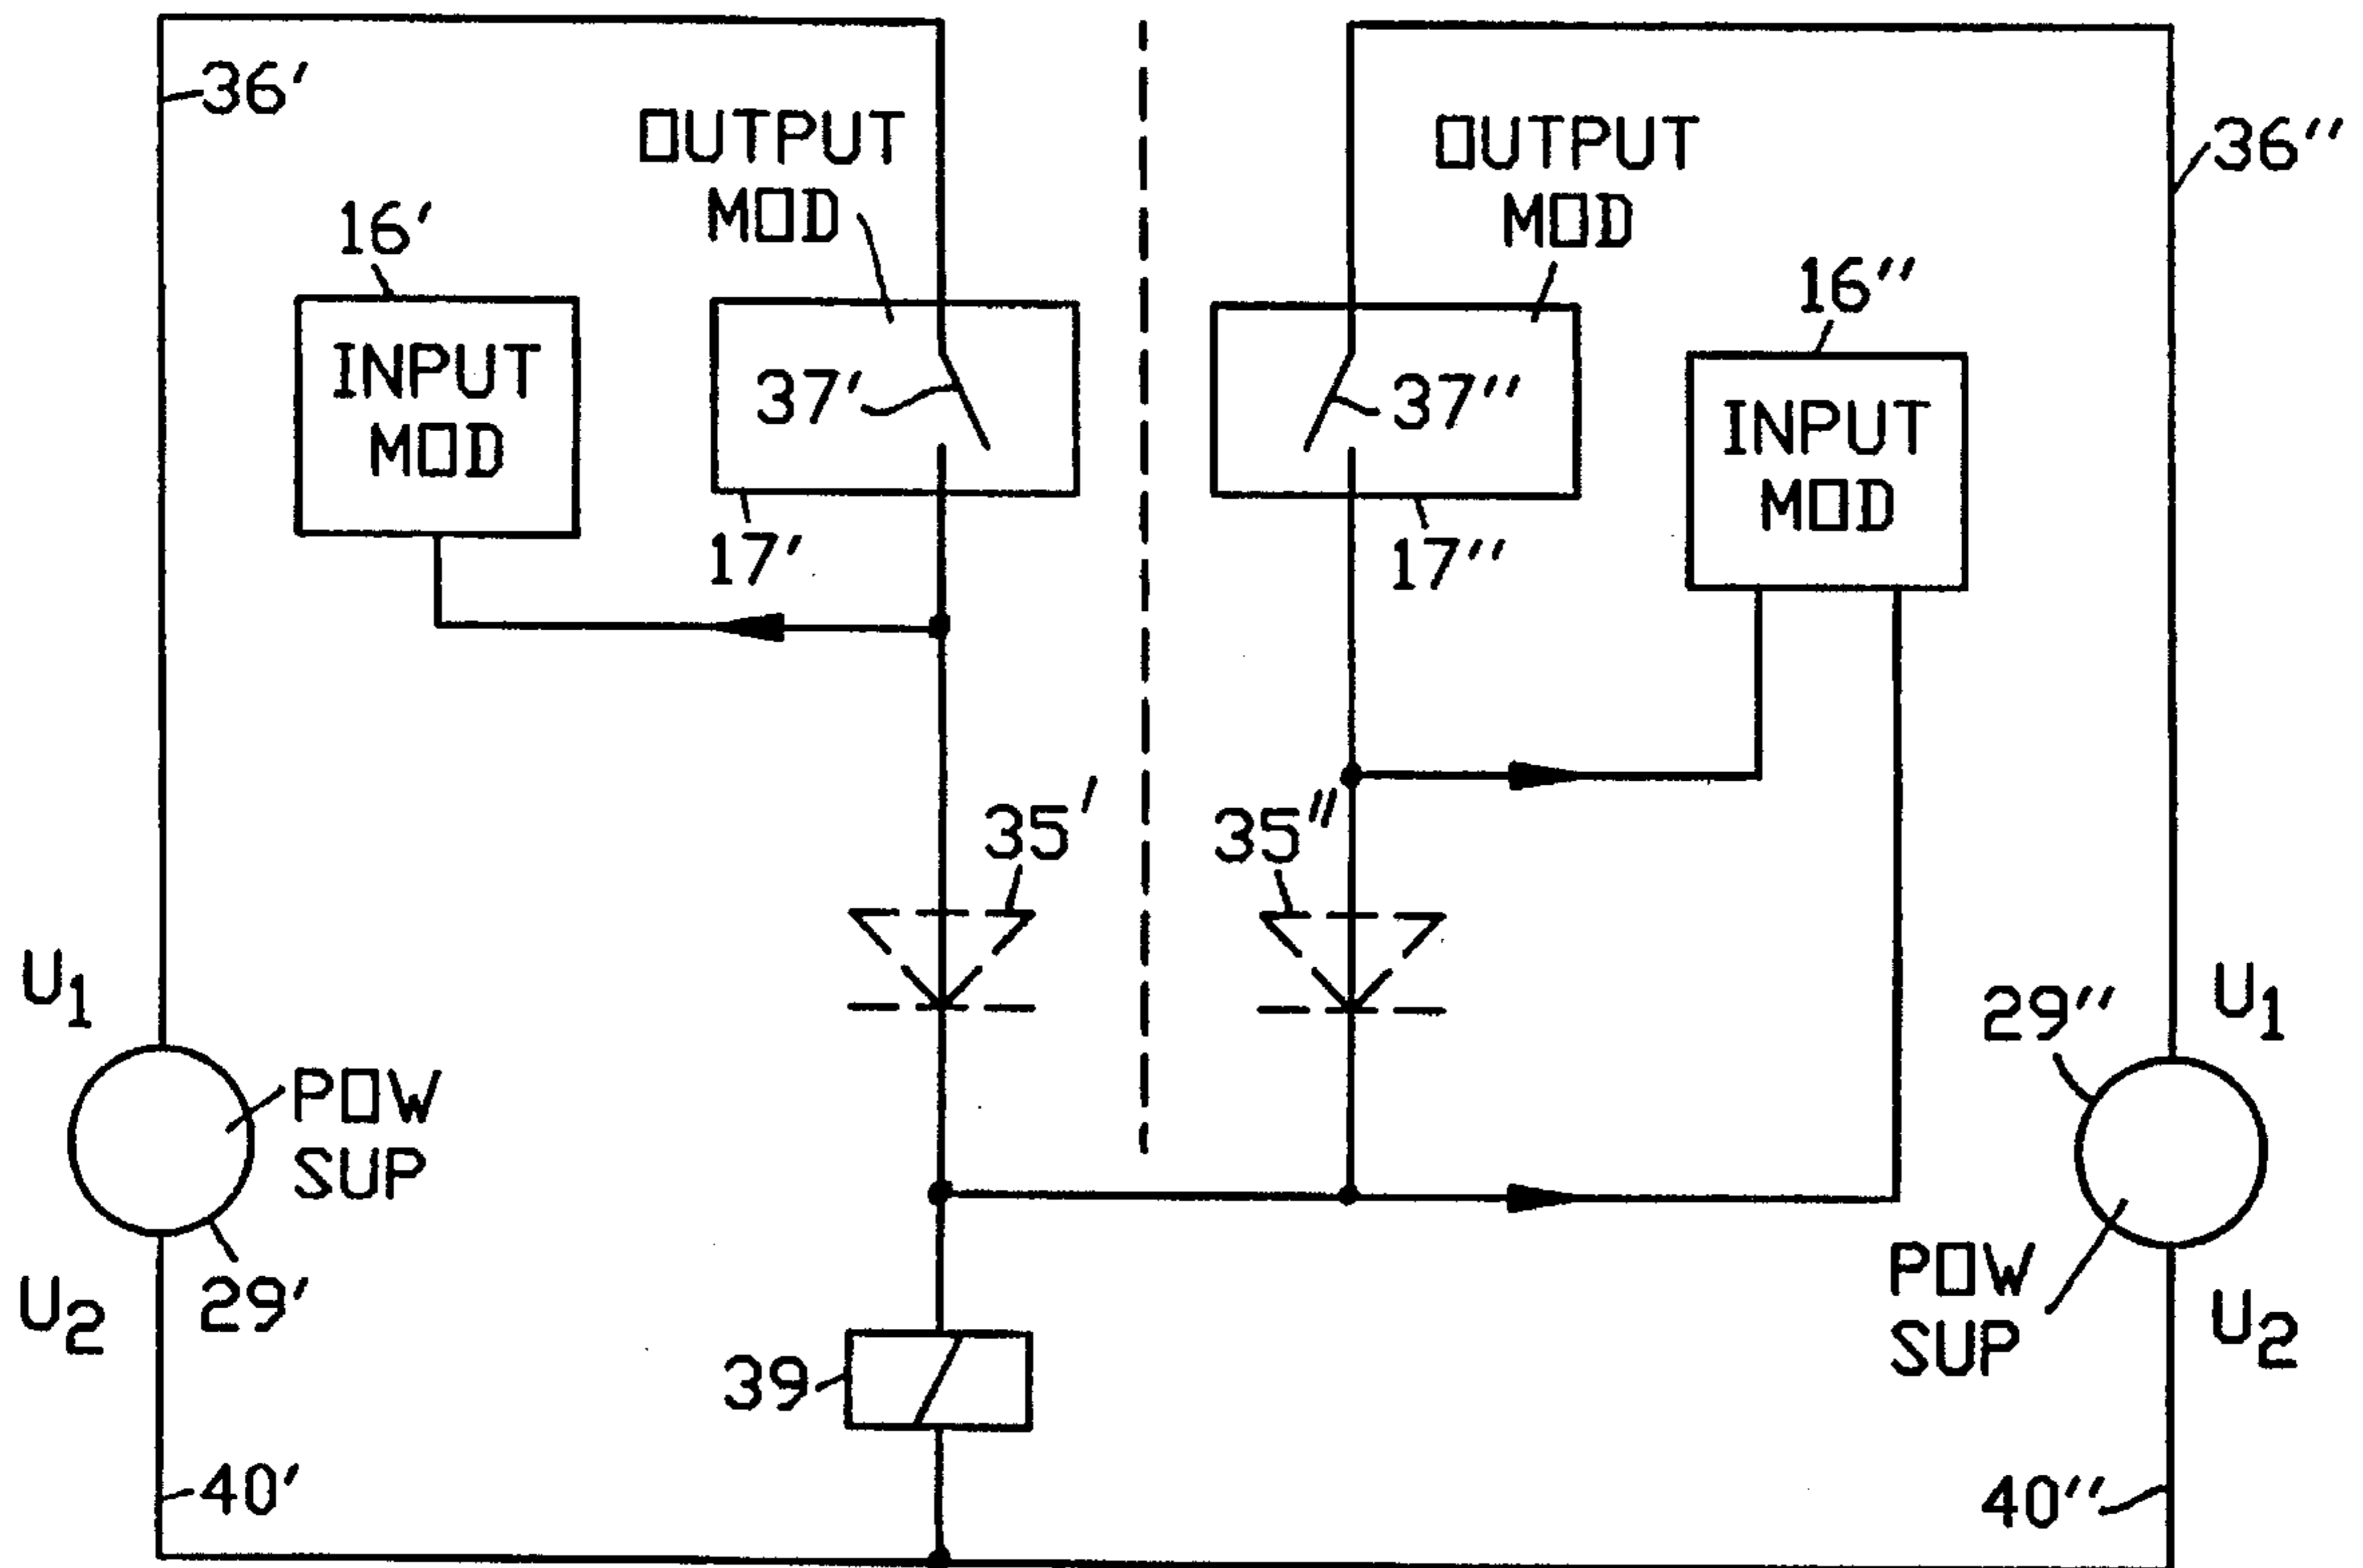 36′
OUTPUT
MOD
16′
INPUT
MOD
37′
17′
35′
U1
POW
SUP
29′
U2
39
40′
36″
OUTPUT
MOD
16″
INPUT
MOD
37″
17″
35″
29″
U1
POW
SUP
U2
40″